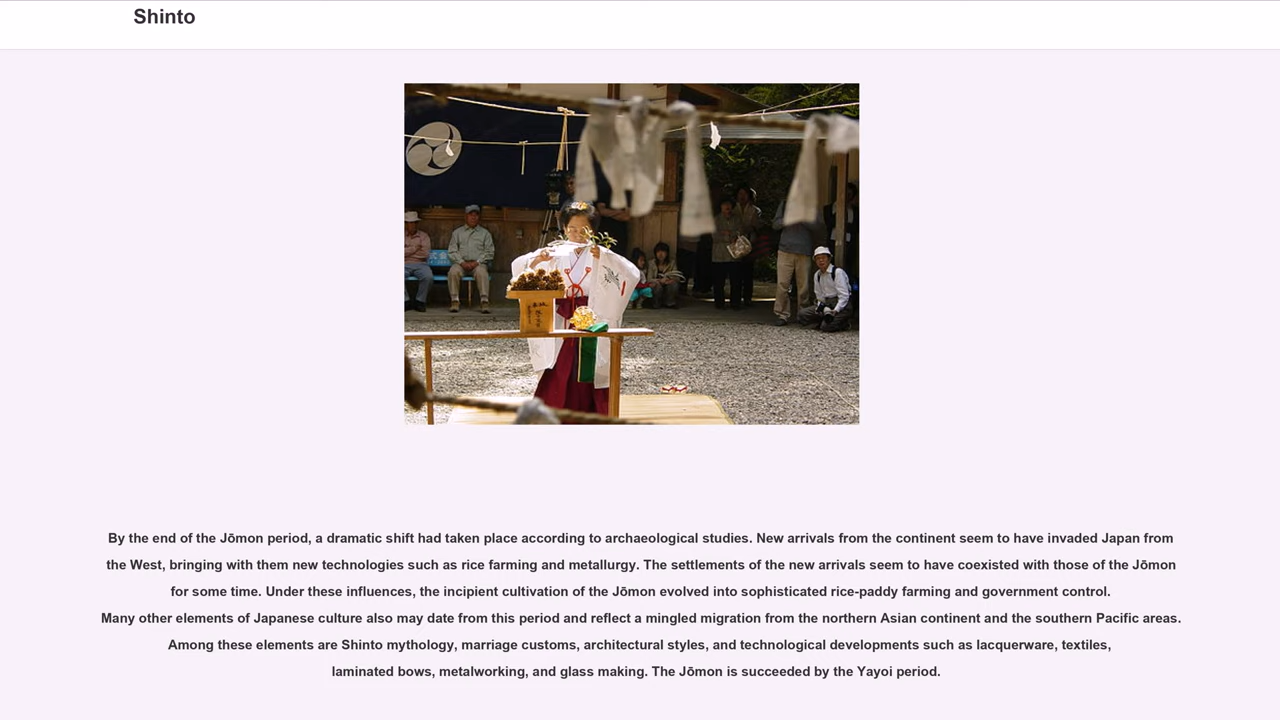 Shinto
By the end of the Jōmon period, a dramatic shift had taken place according to archaeological studies. New arrivals from the continent seem to have invaded Japan from
the West, bringing with them new technologies such as rice farming and metallurgy. The settlements of the new arrivals seem to have coexisted with those of the Jōmon
for some time. Under these influences, the incipient cultivation of the Jōmon evolved into sophisticated rice-paddy farming and government control.
Many other elements of Japanese culture also may date from this period and reflect a mingled migration from the northern Asian continent and the southern Pacific areas.
Among these elements are Shinto mythology, marriage customs, architectural styles, and technological developments such as lacquerware, textiles,
laminated bows, metalworking, and glass making. The Jōmon is succeeded by the Yayoi period.